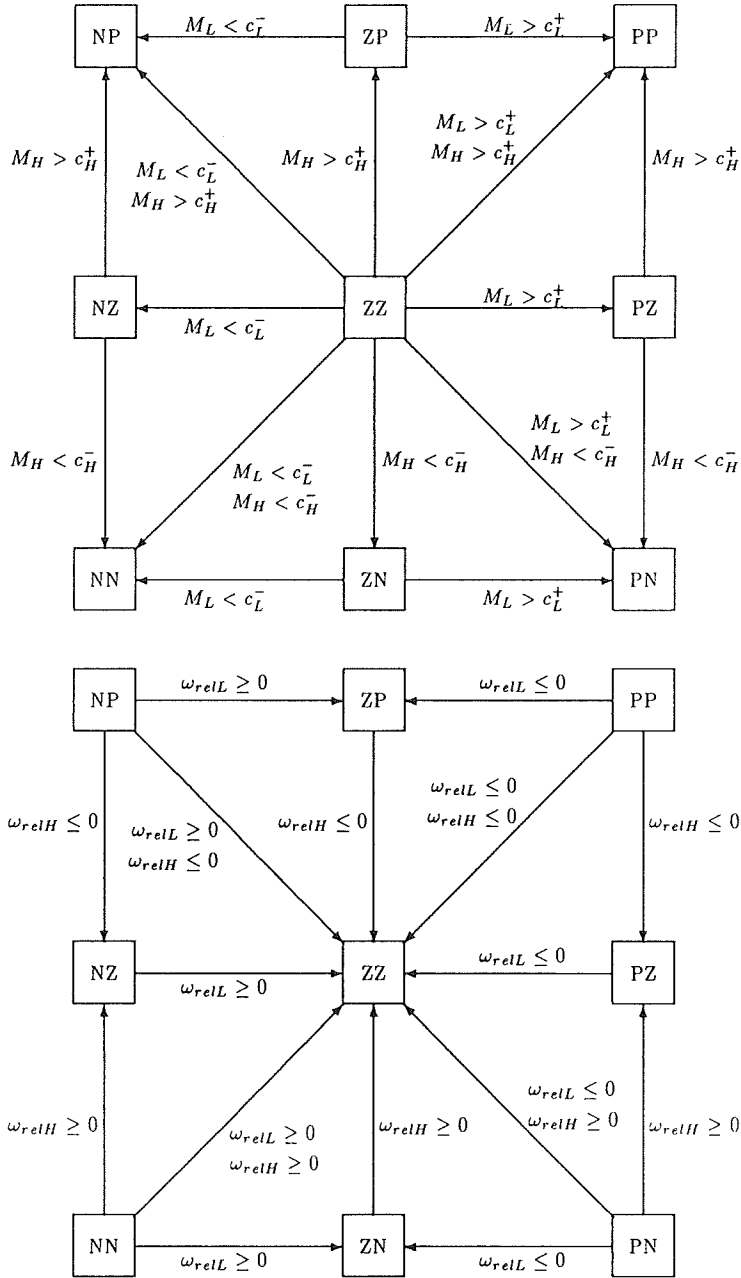 NP
M_L < c_L^-
ZP
M_L > c_L^+
PP
M_H > c_H^+
M_L < c_L^-
M_H > c_H^+
M_H > c_H^+
M_L > c_L^+
M_H > c_H^+
M_H > c_H^+
NZ
M_L < c_L^-
ZZ
M_L > c_L^+
PZ
M_H < c_H^-
M_L < c_L^-
M_H < c_H^-
M_H < c_H^-
M_L > c_L^+
M_H < c_H^-
M_H < c_H^-
NN
M_L < c_L^-
ZN
M_L > c_L^+
PN
NP
ω_relL ≥ 0
ZP
ω_relL ≤ 0
PP
ω_relH ≤ 0
ω_relL ≥ 0
ω_relH ≤ 0
ω_relH ≤ 0
ω_relL ≤ 0
ω_relH ≤ 0
ω_relH ≤ 0
NZ
ω_relL ≥ 0
ZZ
ω_relL ≤ 0
PZ
ω_relH ≥ 0
ω_relL ≥ 0
ω_relH ≥ 0
ω_relH ≥ 0
ω_relL ≤ 0
ω_relH ≥ 0
ω_relH ≥ 0
NN
ω_relL ≥ 0
ZN
ω_relL ≤ 0
PN